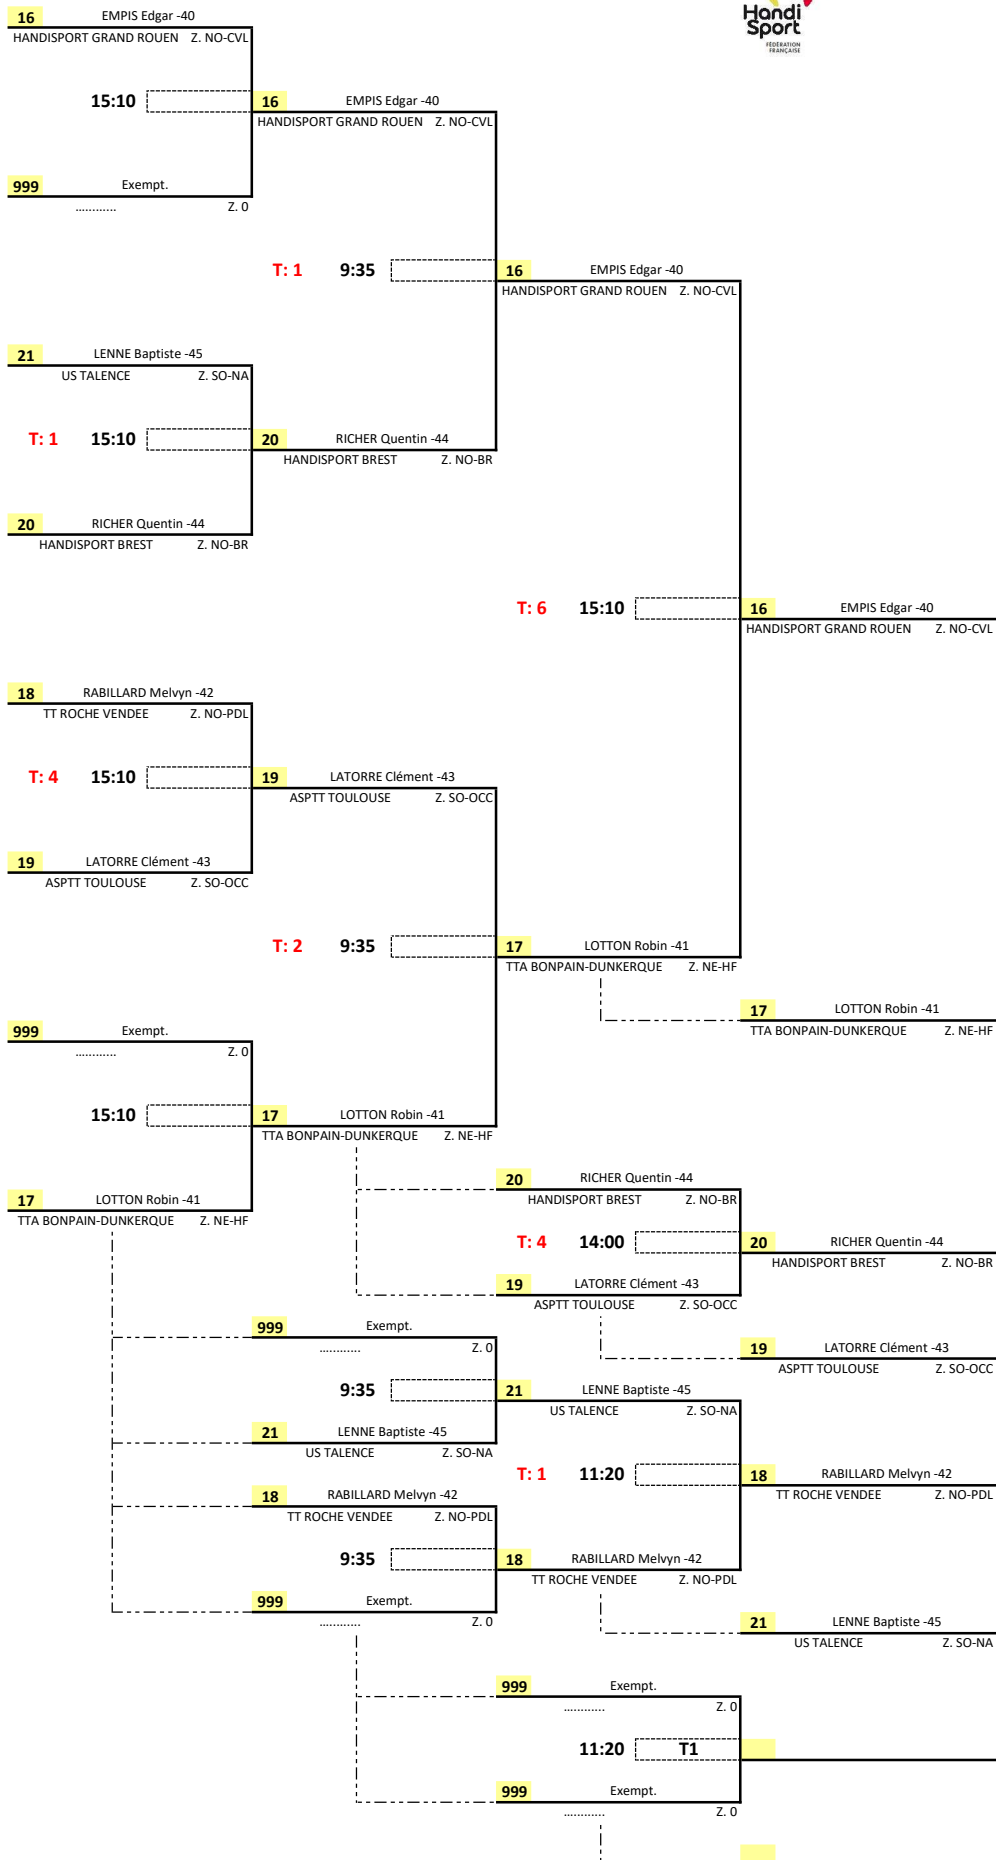 Handi
Sport
FÉDÉRATION
FRANÇAISE
16 EMPIS Edgar -40
HANDISPORT GRAND ROUEN Z. NO-CVL
15:10
16 EMPIS Edgar -40
HANDISPORT GRAND ROUEN Z. NO-CVL
999 Exempt.
............ Z. 0
T: 1 9:35
16 EMPIS Edgar -40
HANDISPORT GRAND ROUEN Z. NO-CVL
21 LENNE Baptiste -45
US TALENCE Z. SO-NA
T: 1 15:10
20 RICHER Quentin -44
HANDISPORT BREST Z. NO-BR
20 RICHER Quentin -44
HANDISPORT BREST Z. NO-BR
T: 6 15:10
16 EMPIS Edgar -40
HANDISPORT GRAND ROUEN Z. NO-CVL
18 RABILLARD Melvyn -42
TT ROCHE VENDEE Z. NO-PDL
T: 4 15:10
19 LATORRE Clément -43
ASPTT TOULOUSE Z. SO-OCC
19 LATORRE Clément -43
ASPTT TOULOUSE Z. SO-OCC
T: 2 9:35
17 LOTTON Robin -41
TTA BONPAIN-DUNKERQUE Z. NE-HF
17 LOTTON Robin -41
TTA BONPAIN-DUNKERQUE Z. NE-HF
999 Exempt.
............ Z. 0
15:10
17 LOTTON Robin -41
TTA BONPAIN-DUNKERQUE Z. NE-HF
17 LOTTON Robin -41
TTA BONPAIN-DUNKERQUE Z. NE-HF
20 RICHER Quentin -44
HANDISPORT BREST Z. NO-BR
T: 4 14:00
20 RICHER Quentin -44
HANDISPORT BREST Z. NO-BR
19 LATORRE Clément -43
ASPTT TOULOUSE Z. SO-OCC
999 Exempt.
............ Z. 0
19 LATORRE Clément -43
ASPTT TOULOUSE Z. SO-OCC
9:35
21 LENNE Baptiste -45
US TALENCE Z. SO-NA
21 LENNE Baptiste -45
US TALENCE Z. SO-NA
T: 1 11:20
18 RABILLARD Melvyn -42
TT ROCHE VENDEE Z. NO-PDL
18 RABILLARD Melvyn -42
TT ROCHE VENDEE Z. NO-PDL
9:35
18 RABILLARD Melvyn -42
TT ROCHE VENDEE Z. NO-PDL
999 Exempt.
............ Z. 0
21 LENNE Baptiste -45
US TALENCE Z. SO-NA
999 Exempt.
............ Z. 0
11:20 T1
999 Exempt.
............ Z. 0